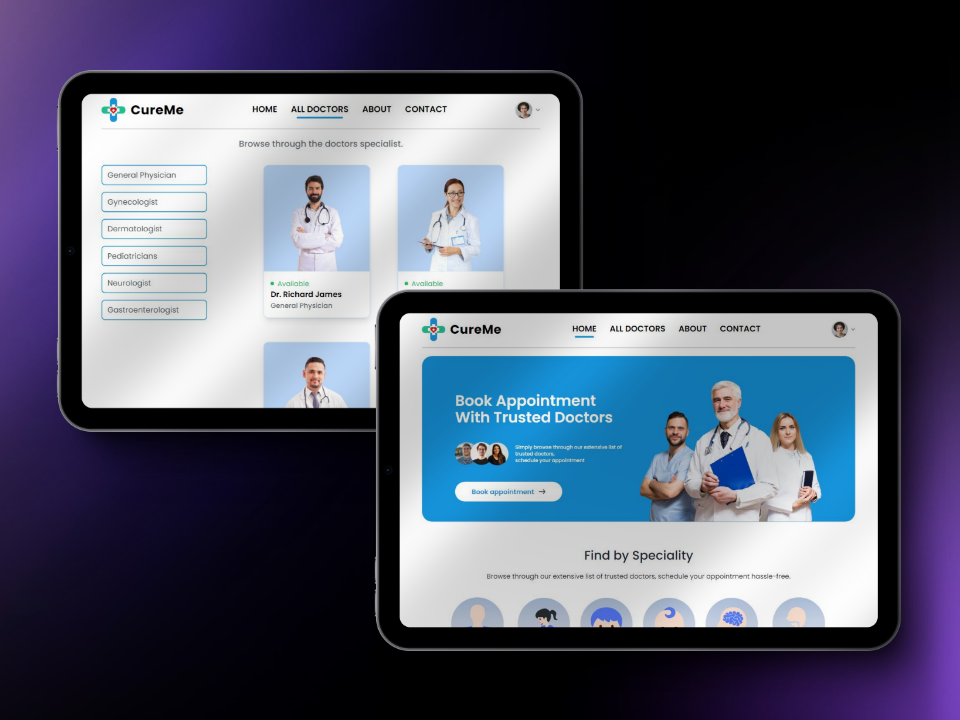 CureMe
HOME ALL DOCTORS ABOUT CONTACT
Browse through the doctors specialist.
General Physician
Gynecologist
Dermatologist
Pediatricians
Neurologist
Gastroenterologist
Available
Dr. Richard James
General Physician
Available
CureMe
HOME ALL DOCTORS ABOUT CONTACT
Book Appointment
With Trusted Doctors
Simply browse through our extensive list of
trusted doctors,
schedule your appointment
Book appointment →
Find by Speciality
Browse through our extensive list of trusted doctors, schedule your appointment hassle-free.